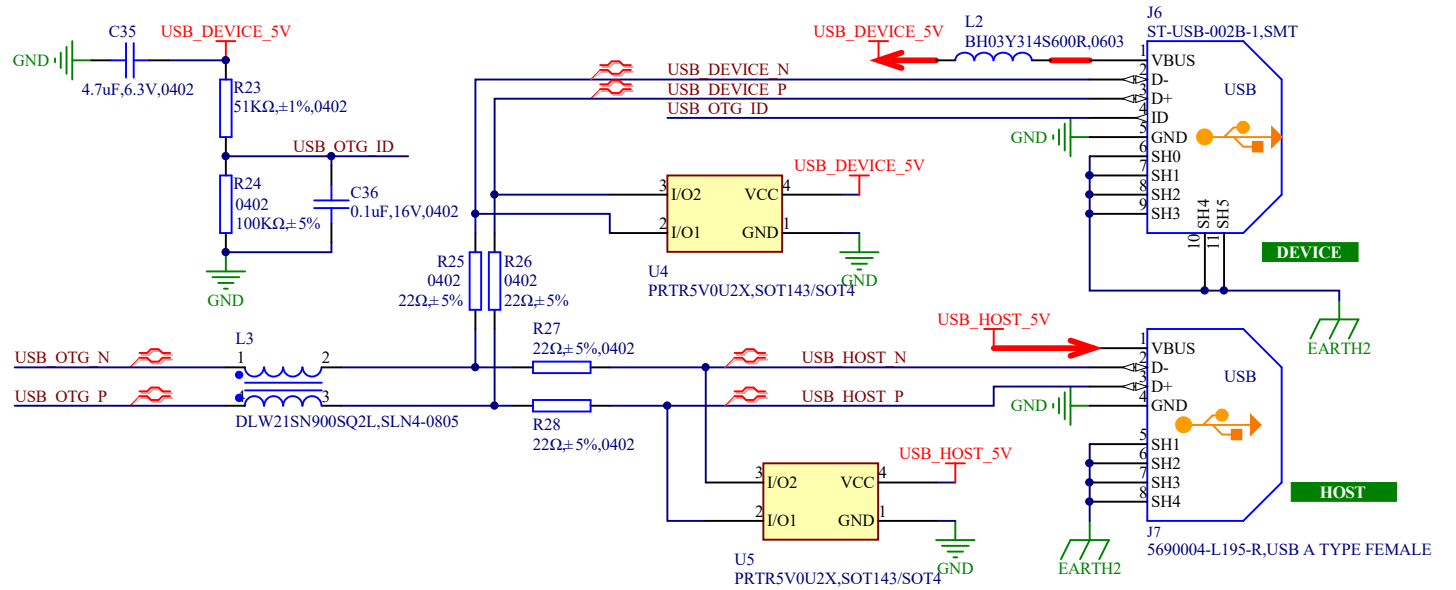 C35
GND
4.7uF,6.3V,0402
USB_DEVICE_5V
R23
51KΩ,±1%,0402
USB_OTG_ID
R24
0402
100KΩ,±5%
C36
0.1uF,16V,0402
GND
USB_DEVICE_5V
L2
BH03Y314S600R,0603
J6
ST-USB-002B-1,SMT
USB_DEVICE_N
USB_DEVICE_P
USB_OTG_ID
GND
1 VBUS
2 D-
3 D+
4 ID
5 GND
6 SH0
7 SH1
8 SH2
9 SH3
10 SH4
11 SH5
USB
DEVICE
EARTH2
USB_DEVICE_5V
3 I/O2 VCC 4
2 I/O1 GND 1
GND
U4
PRTR5V0U2X,SOT143/SOT4
R25
0402
22Ω,±5%
R26
0402
22Ω,±5%
USB_OTG_N
USB_OTG_P
L3
1 2
4 3
DLW21SN900SQ2L,SLN4-0805
R27
22Ω,±5%,0402
R28
22Ω,±5%,0402
USB_HOST_5V
USB_HOST_N
USB_HOST_P
GND
1 VBUS
2 D-
3 D+
4 GND
5 SH1
6 SH2
7 SH3
8 SH4
USB
HOST
J7
5690004-L195-R,USB A TYPE FEMALE
EARTH2
USB_HOST_5V
3 I/O2 VCC 4
2 I/O1 GND 1
GND
U5
PRTR5V0U2X,SOT143/SOT4